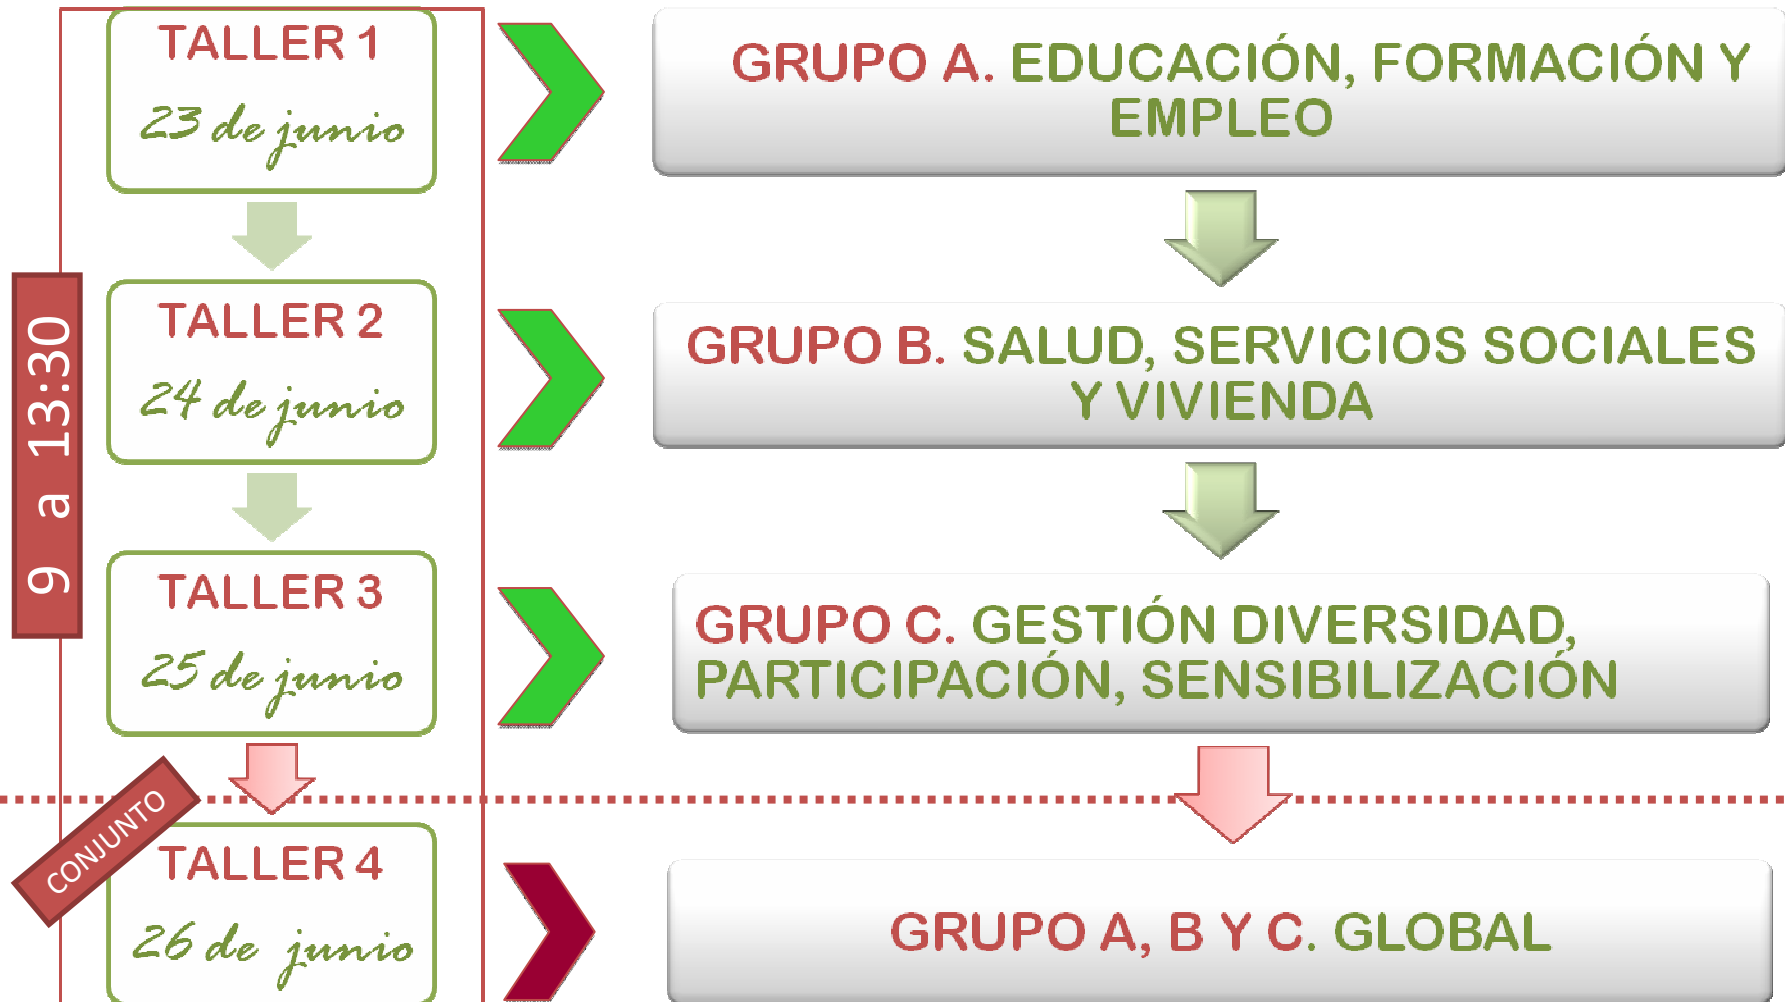 TALLER 1
23 de junio
GRUPO A. EDUCACIÓN, FORMACIÓN Y
EMPLEO
TALLER 2
24 de junio
GRUPO B. SALUD, SERVICIOS SOCIALES
Y VIVIENDA
9 a 13:30
TALLER 3
25 de junio
GRUPO C. GESTIÓN DIVERSIDAD,
PARTICIPACIÓN, SENSIBILIZACIÓN
CONJUNTO
TALLER 4
26 de junio
GRUPO A, B Y C. GLOBAL